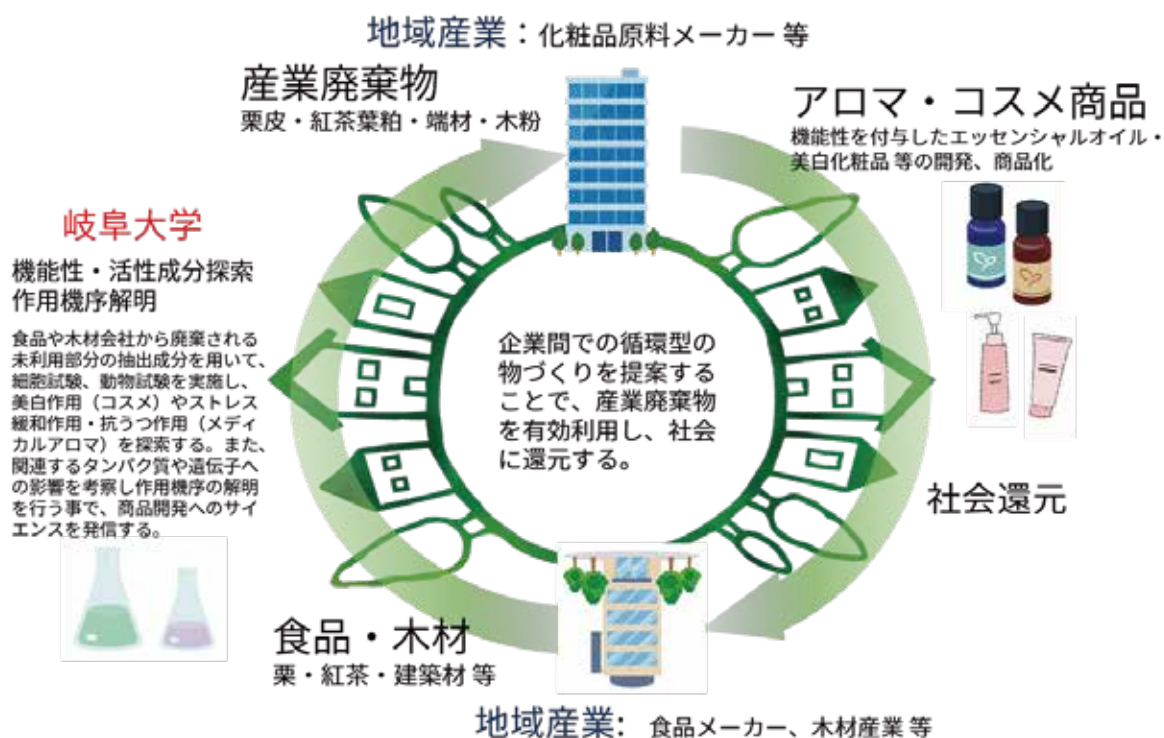 地域産業：化粧品原料メーカー 等
産業廃棄物
栗皮・紅茶葉粕・端材・木粉
アロマ・コスメ商品
機能性を付与したエッセンシャルオイル・
美白化粧品 等の開発、商品化
岐阜大学
機能性・活性成分探索
作用機序解明
食品や木材会社から廃棄される
未利用部分の抽出成分を用いて、
細胞試験、動物試験を実施し、
美白作用（コスメ）やストレス
緩和作用・抗うつ作用（メディ
カルアロマ）を探索する。また、
関連するタンパク質や遺伝子へ
の影響を考察し作用機序の解明
を行う事で、商品開発へのサイ
エンスを発信する。
企業間での循環型の
物づくりを提案する
ことで、産業廃棄物
を有効利用し、社会
に還元する。
社会還元
食品・木材
栗・紅茶・建築材 等
地域産業: 食品メーカー、木材産業 等